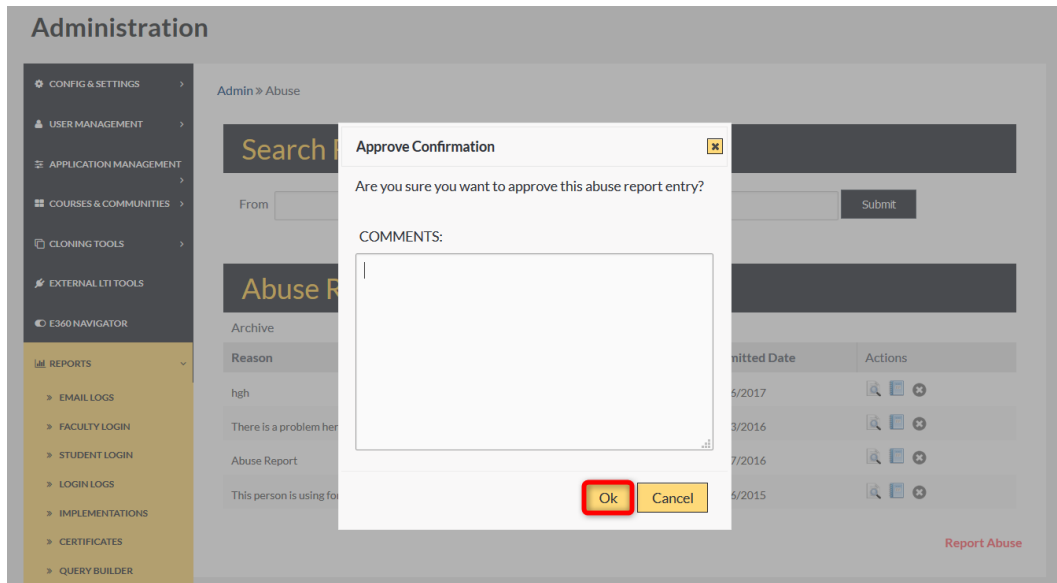 Administration
CONFIG & SETTINGS
USER MANAGEMENT
APPLICATION MANAGEMENT
COURSES & COMMUNITIES
CLONING TOOLS
EXTERNAL LTI TOOLS
E360 NAVIGATOR
REPORTS
» EMAIL LOGS
» FACULTY LOGIN
» STUDENT LOGIN
» LOGIN LOGS
» IMPLEMENTATIONS
» CERTIFICATES
» QUERY BUILDER
Admin » Abuse
Search
From
Submit
Abuse R
Archive
Reason mitted Date Actions
hgh 6/2017
There is a problem her 3/2016
Abuse Report 7/2016
This person is using fo 6/2015
Report Abuse
Approve Confirmation
Are you sure you want to approve this abuse report entry?
COMMENTS:
Ok Cancel